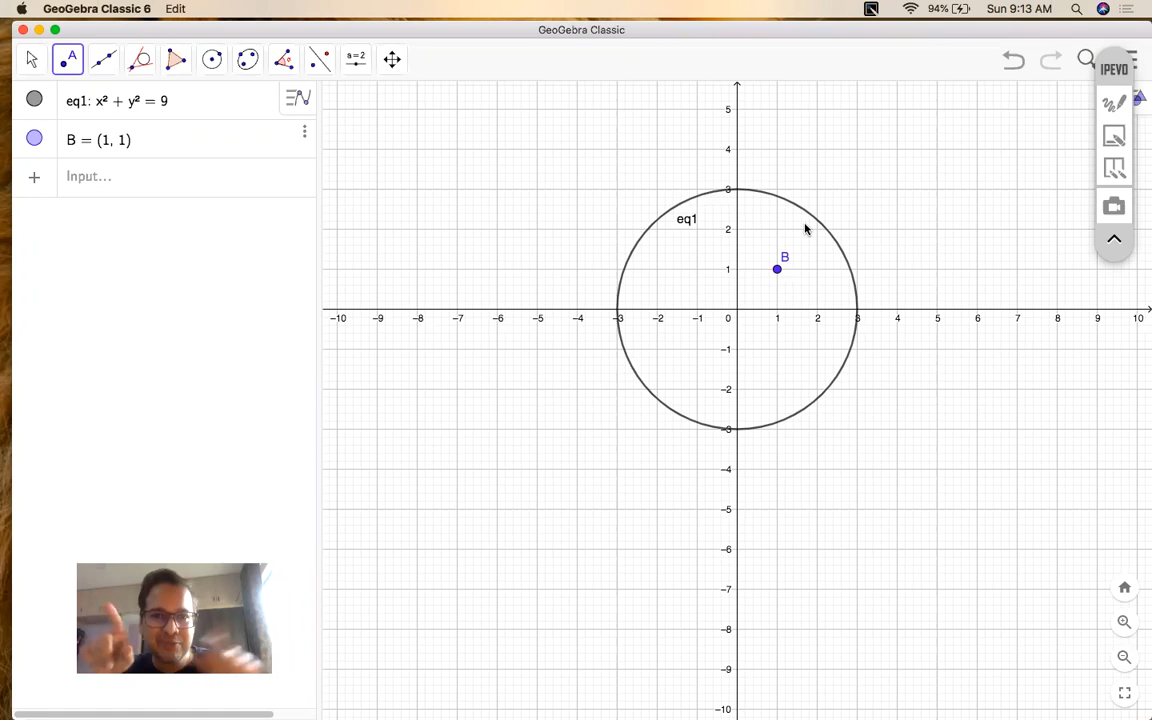 GeoGebra Classic 6 Edit 94% Sun 9:13 AM
GeoGebra Classic
A
a=2
IPEVO
eq1: x² + y² = 9
B = (1, 1)
+ Input...
eq1
B
5
4
3
2
1
0
−1
−2
−3
−4
−5
−6
−7
−8
−9
−10
−10 −9 −8 −7 −6 −5 −4 −3 −2 −1 1 2 3 4 5 6 7 8 9 10